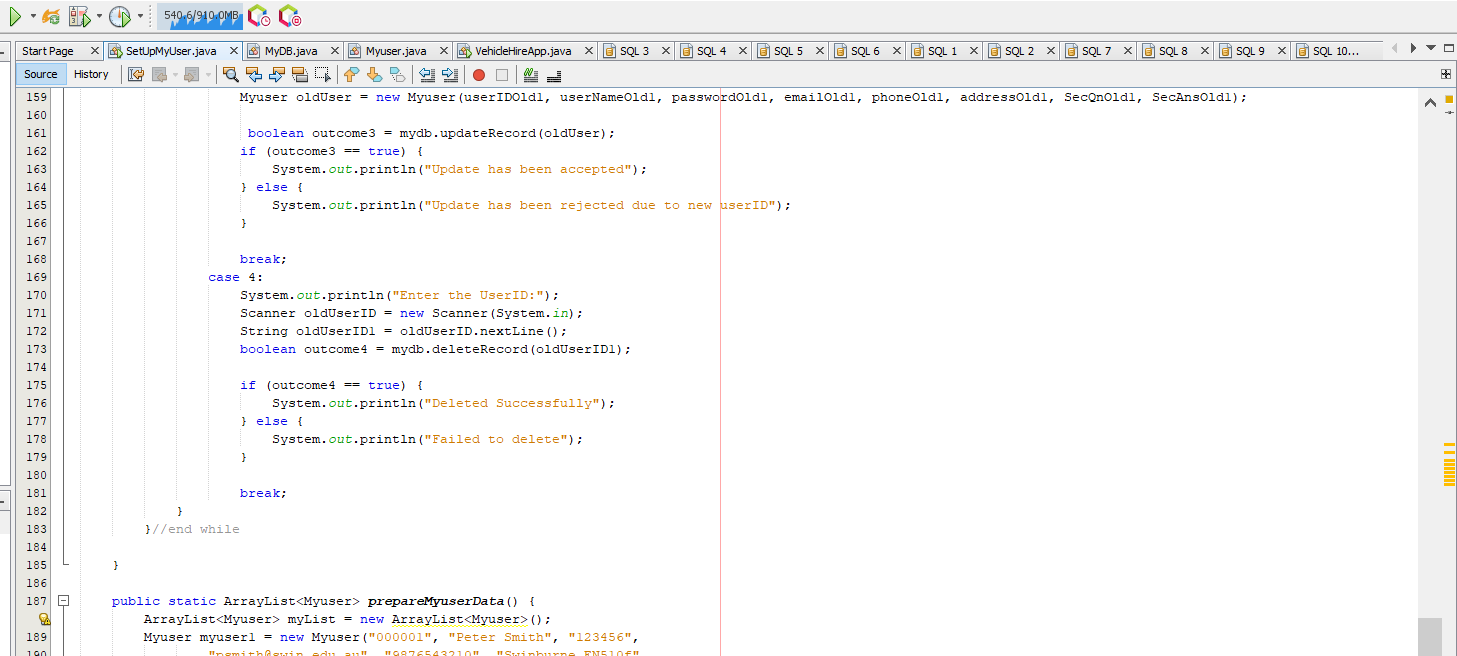 540.6/910.0MB
Start Page SetUpMyUser.java MyDB.java Myuser.java VehicleHireApp.java SQL 3 SQL 4 SQL 5 SQL 6 SQL 1 SQL 2 SQL 7 SQL 8 SQL 9 SQL 10...
Source History
159 Myuser oldUser = new Myuser(userIDOld1, userNameOld1, passwordOld1, emailOld1, phoneOld1, addressOld1, SecQnOld1, SecAnsOld1);
160
161 boolean outcome3 = mydb.updateRecord(oldUser);
162 if (outcome3 == true) {
163 System.out.println("Update has been accepted");
164 } else {
165 System.out.println("Update has been rejected due to new userID");
166 }
167
168 break;
169 case 4:
170 System.out.println("Enter the UserID:");
171 Scanner oldUserID = new Scanner(System.in);
172 String oldUserID1 = oldUserID.nextLine();
173 boolean outcome4 = mydb.deleteRecord(oldUserID1);
174
175 if (outcome4 == true) {
176 System.out.println("Deleted Successfully");
177 } else {
178 System.out.println("Failed to delete");
179 }
180
181 break;
182 }
183 }//end while
184
185 }
186
187 public static ArrayList<Myuser> prepareMyuserData() {
ArrayList<Myuser> myList = new ArrayList<Myuser>();
189 Myuser myuser1 = new Myuser("000001", "Peter Smith", "123456",
190 "psmith@swin.edu.au", "9876543210", "Swinburne EN510f",